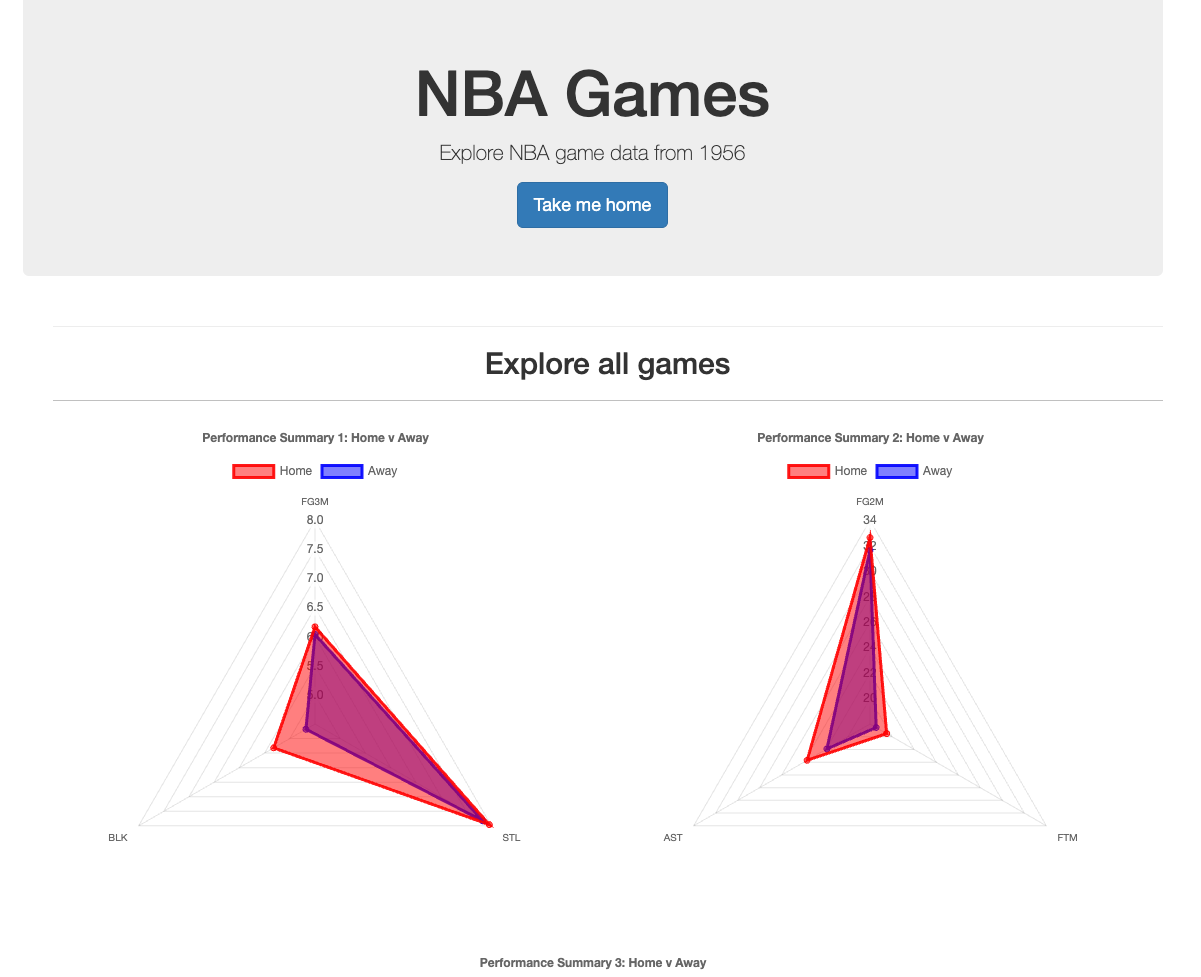 NBA Games
Explore NBA game data from 1956
Take me home
Explore all games
Performance Summary 1: Home v Away
Home Away
FG3M
8.0
7.5
7.0
6.5
5.5
5.0
BLK
STL
Performance Summary 2: Home v Away
Home Away
FG2M
34
32
30
28
26
24
22
20
AST
FTM
Performance Summary 3: Home v Away